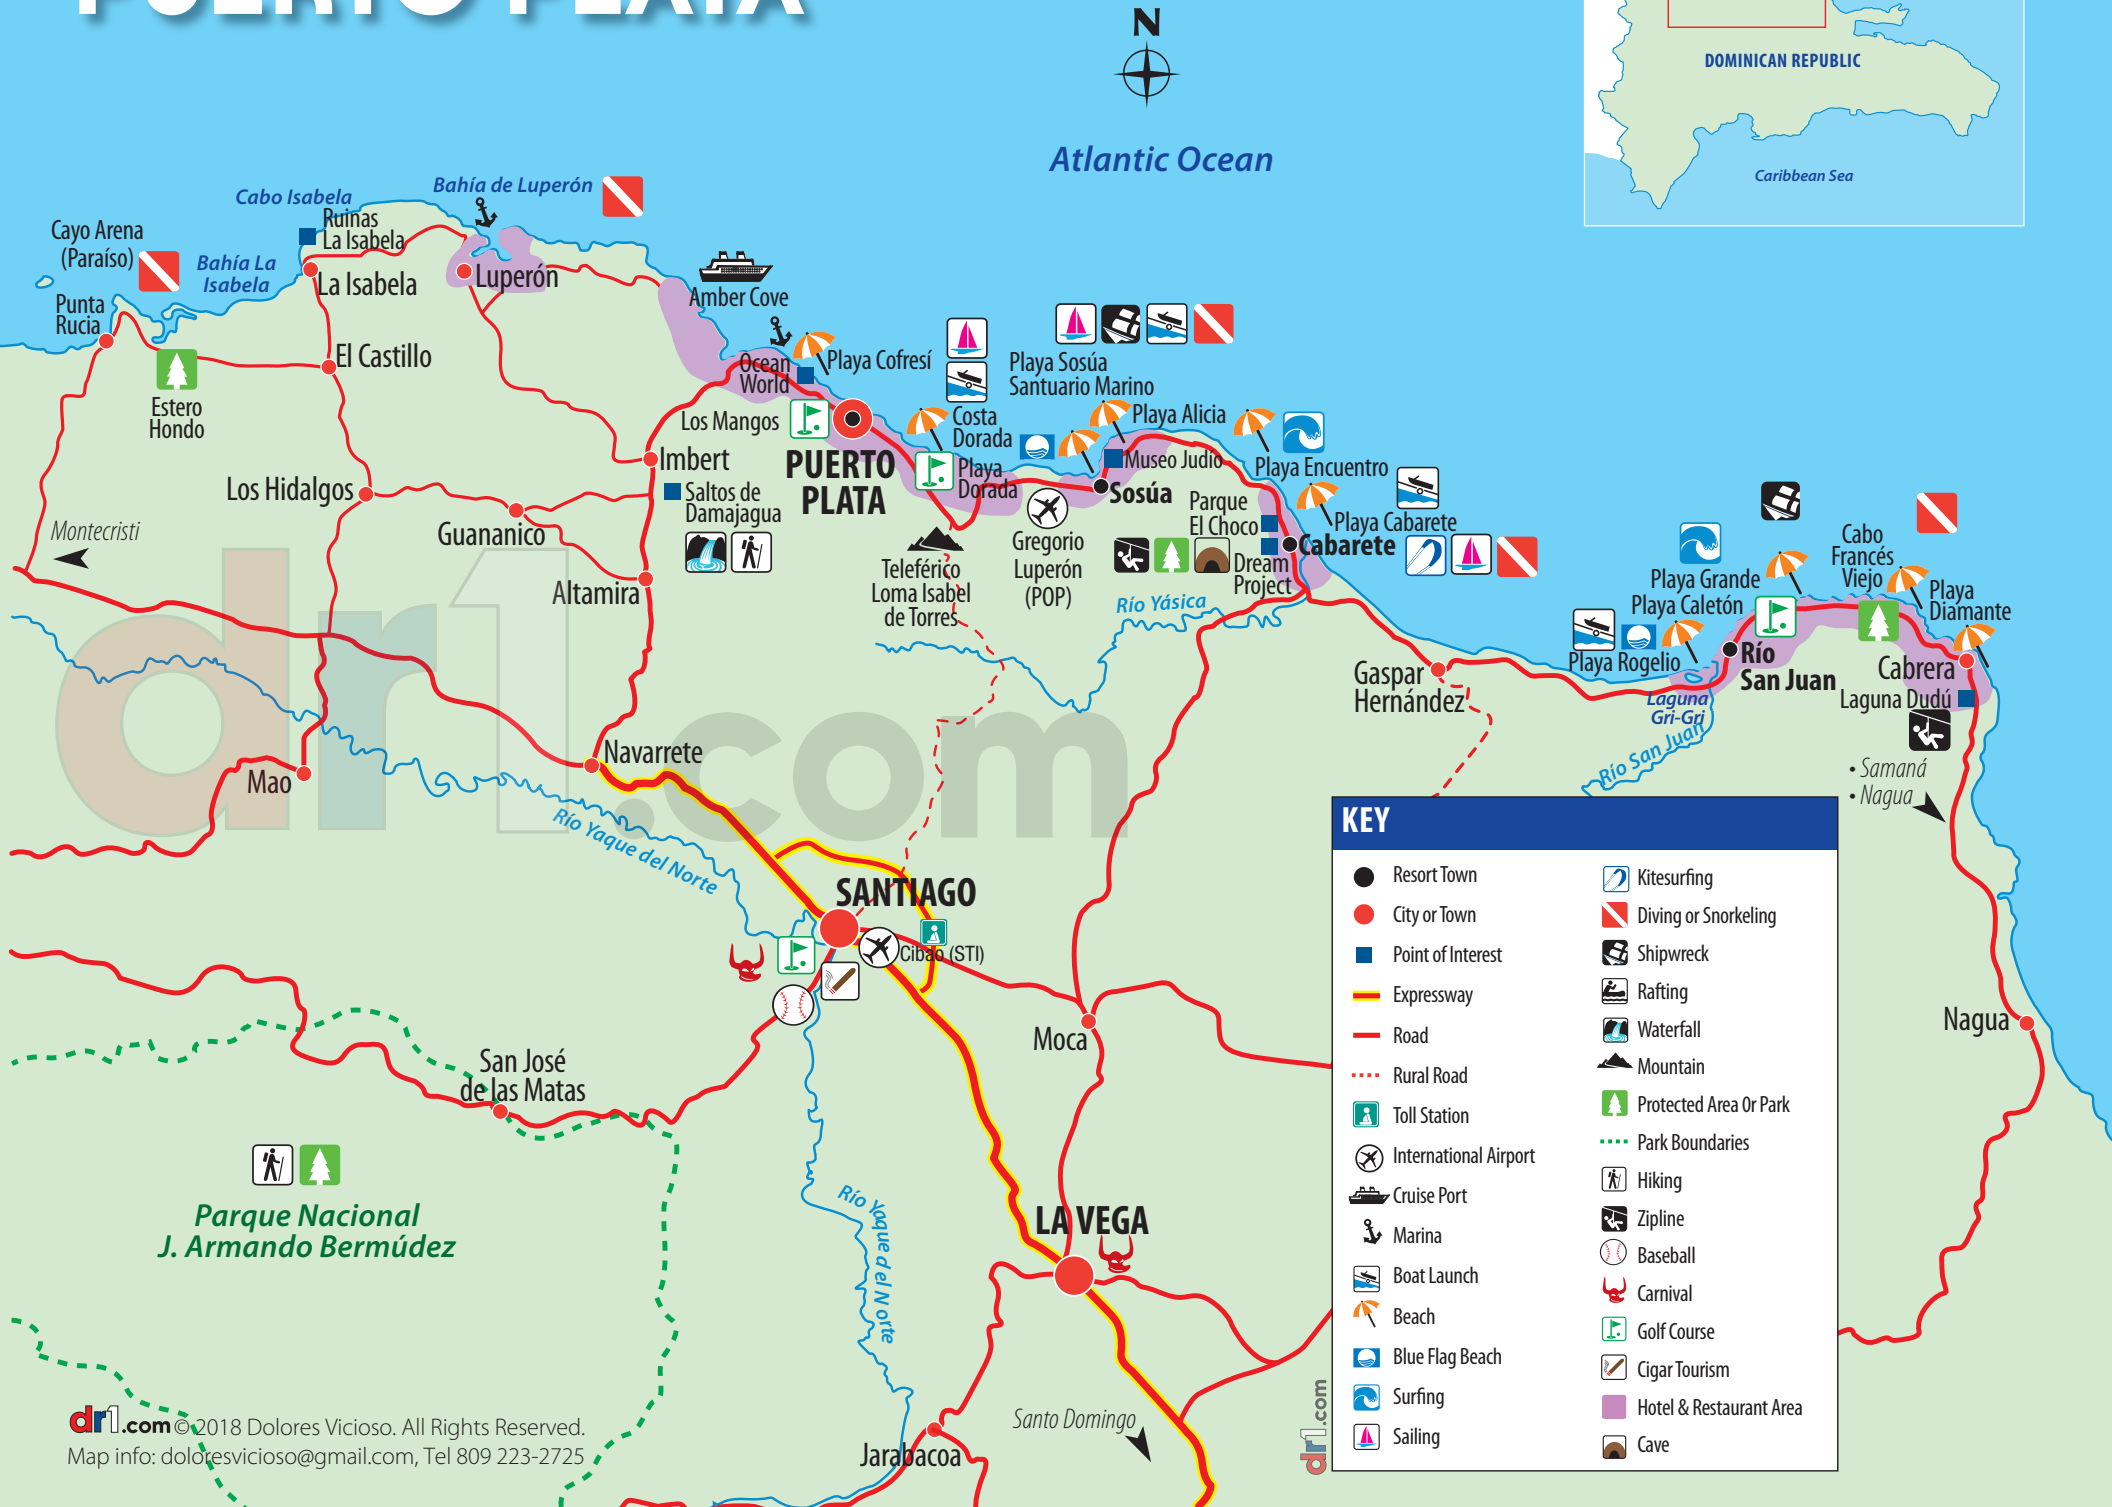 PUERTO PLATA
N
DOMINICAN REPUBLIC
Caribbean Sea
Atlantic Ocean
Cabo Isabela
Bahía de Luperón
Ruinas
La Isabela
Cayo Arena
(Paraíso)
Bahía La
Isabela
La Isabela
Luperón
Punta
Rucia
El Castillo
Estero
Hondo
Amber Cove
Ocean
World
Playa Cofresí
Los Mangos
PUERTO
PLATA
Costa
Dorada
Playa
Dorada
Playa Sosúa
Santuario Marino
Playa Alicia
Museo Judío
Sosúa
Playa Encuentro
Parque
El Choco
Playa Cabarete
Cabarete
Dream
Project
Imbert
Saltos de
Damajagua
Los Hidalgos
Guananico
Altamira
Montecristi
Teleférico
Loma Isabel
de Torres
Gregorio
Luperón
(POP)
Río Yásica
Gaspar
Hernández
Cabo
Francés
Viejo
Playa Grande
Playa Caletón
Playa
Diamante
Playa Rogelio
Río
San Juan
Cabrera
Laguna Dudú
Laguna
Gri-Gri
Río San Juan
• Samaná
• Nagua
dr1.com
Navarrete
Mao
Río Yaque del Norte
SANTIAGO
Cibao (STI)
Moca
Nagua
San José
de las Matas
Parque Nacional
J. Armando Bermúdez
Río Yaque del Norte
LA VEGA
Santo Domingo
Jarabacoa
KEY
Resort Town
City or Town
Point of Interest
Expressway
Road
Rural Road
Toll Station
International Airport
Cruise Port
Marina
Boat Launch
Beach
Blue Flag Beach
Surfing
Sailing
Kitesurfing
Diving or Snorkeling
Shipwreck
Rafting
Waterfall
Mountain
Protected Area Or Park
Park Boundaries
Hiking
Zipline
Baseball
Carnival
Golf Course
Cigar Tourism
Hotel & Restaurant Area
Cave
dr1.com
dr1.com © 2018 Dolores Vicioso. All Rights Reserved.
Map info: doloresvicioso@gmail.com, Tel 809 223-2725